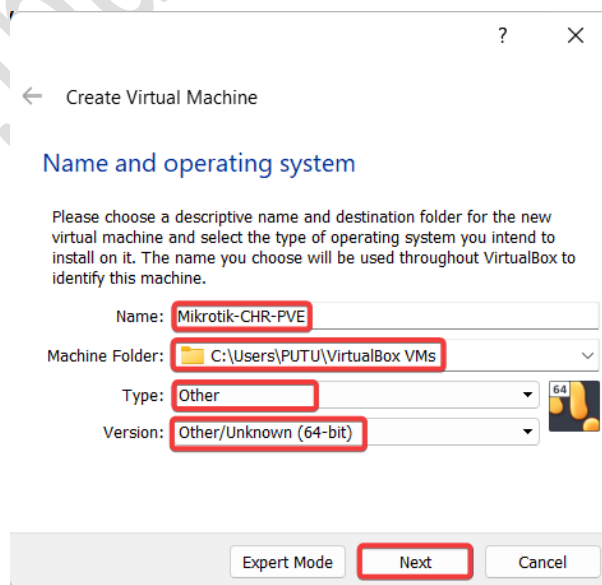 ?
Create Virtual Machine
Name and operating system
Please choose a descriptive name and destination folder for the new
virtual machine and select the type of operating system you intend to
install on it. The name you choose will be used throughout VirtualBox to
identify this machine.
Name: Mikrotik-CHR-PVE
Machine Folder: C:\Users\PUTU\VirtualBox VMs
Type: Other
64
Version: Other/Unknown (64-bit)
Expert Mode Next Cancel